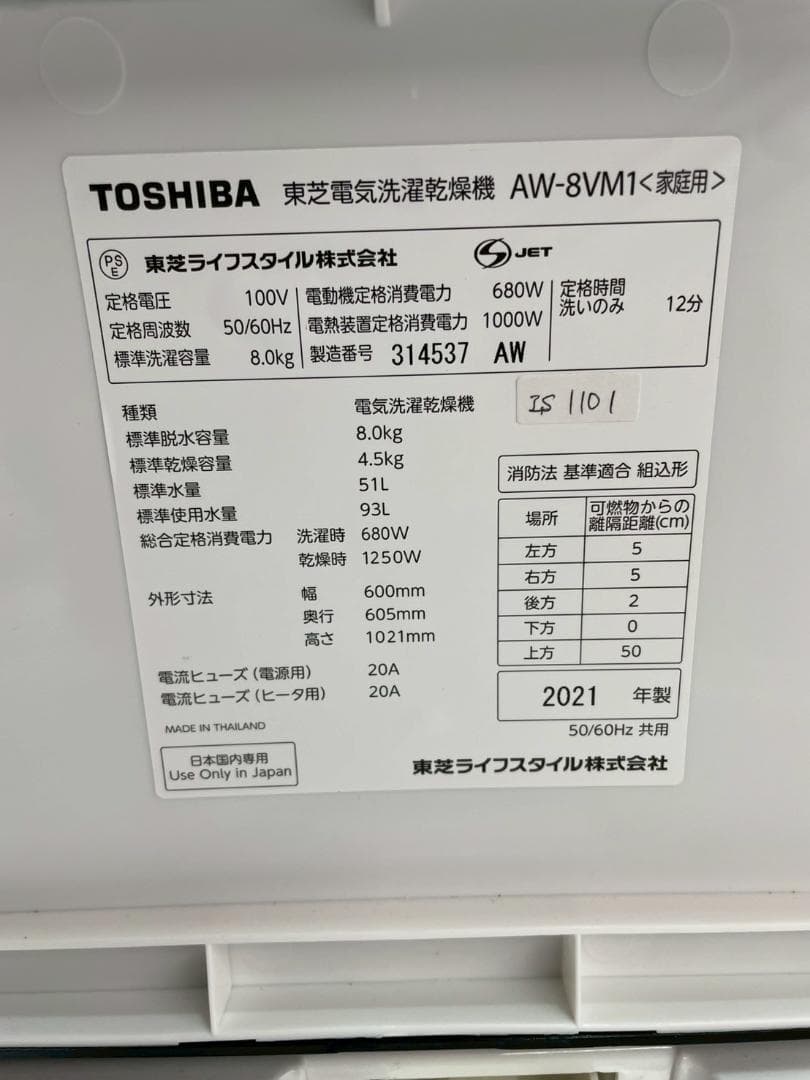 TOSHIBA 東芝電気洗濯乾燥機 AW-8VM1<家庭用>
PS E 東芝ライフスタイル株式会社 S JET
定格電圧 100V 電動機定格消費電力 680W 定格時間
定格周波数 50/60Hz 電熱装置定格消費電力 1000W 洗いのみ 12分
標準洗濯容量 8.0kg 製造番号 314537 AW
種類 電気洗濯乾燥機
IS 1101
標準脱水容量 8.0kg
標準乾燥容量 4.5kg
標準水量 51L
標準使用水量 93L
総合定格消費電力 洗濯時 680W
乾燥時 1250W
外形寸法 幅 600mm
奥行 605mm
高さ 1021mm
電流ヒューズ(電源用) 20A
電流ヒューズ(ヒータ用) 20A
MADE IN THAILAND
日本国内専用
Use Only in Japan
消防法 基準適合 組込形
場所 可燃物からの
離隔距離(cm)
左方 5
右方 5
後方 2
下方 0
上方 50
2021 年製
50/60Hz 共用
東芝ライフスタイル株式会社